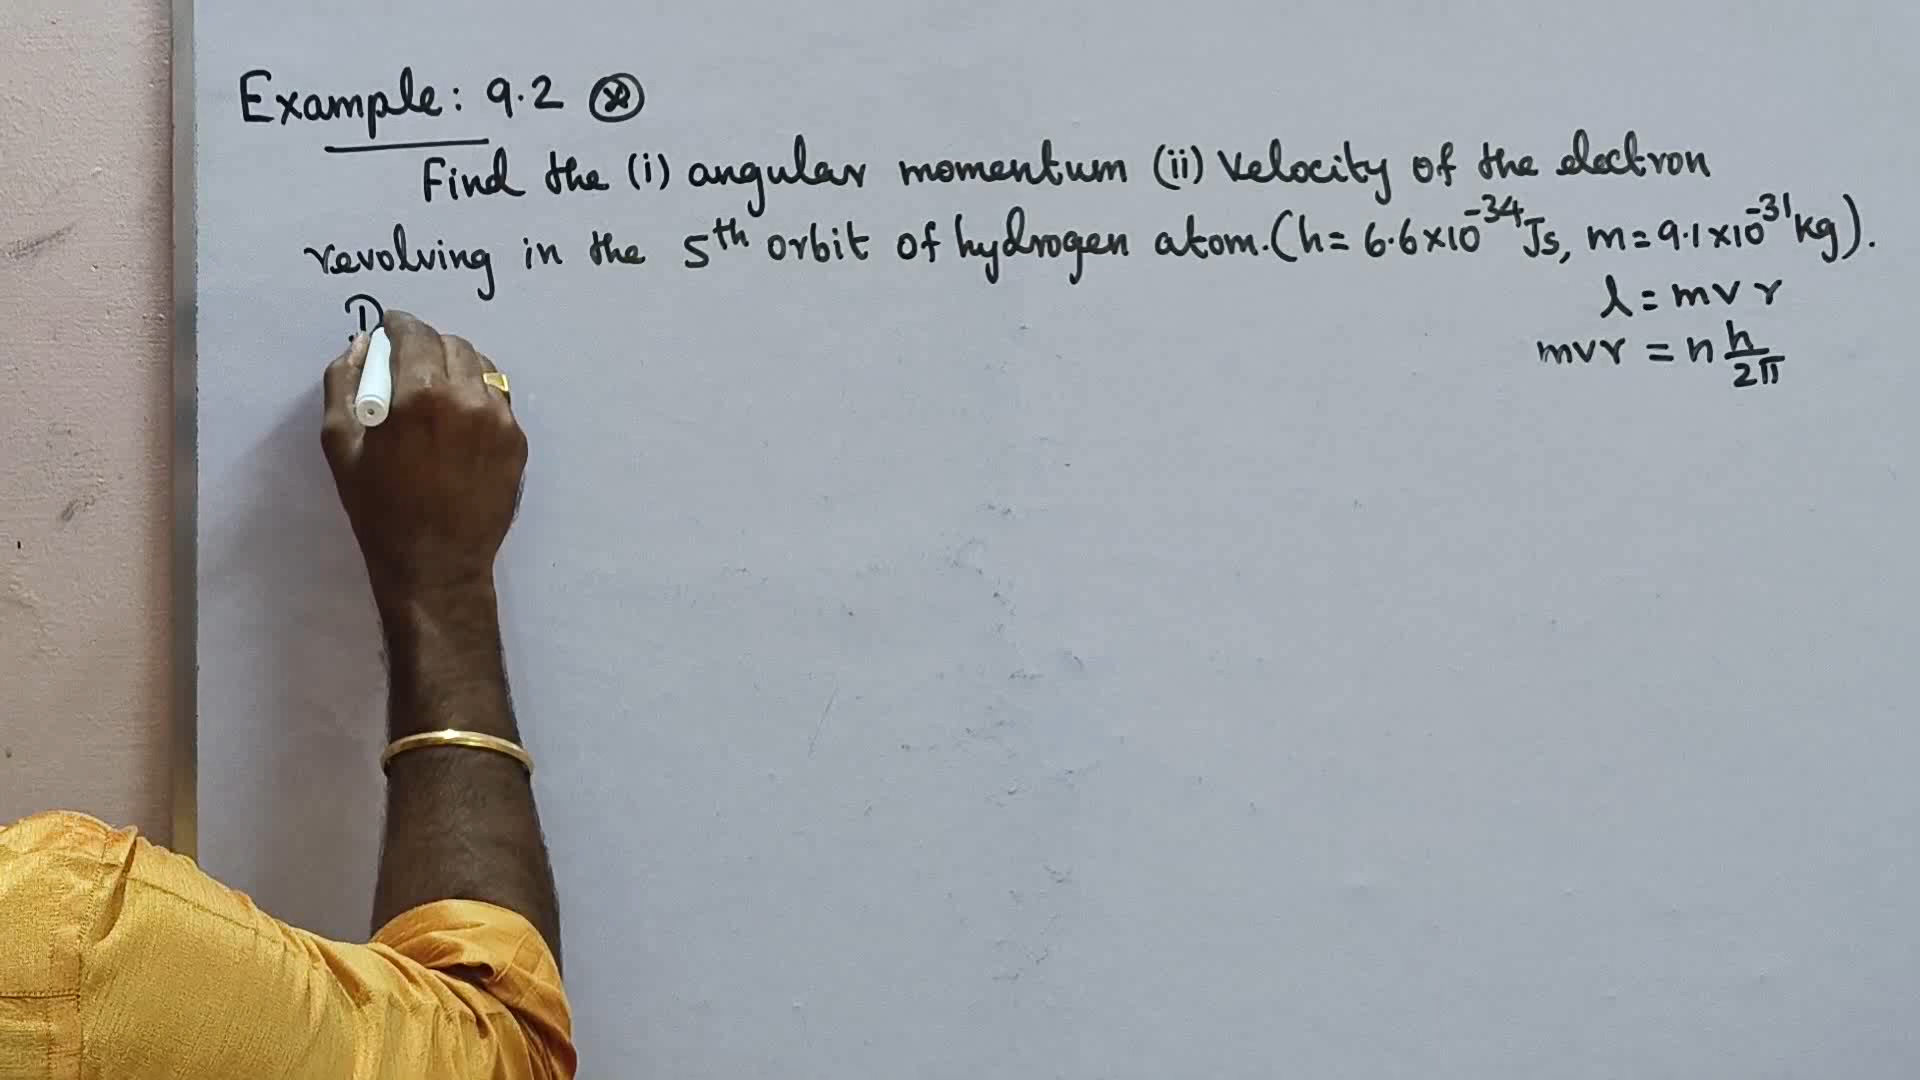 Example: 9.2
Find the (i) angular momentum (ii) velocity of the electron
revolving in the 5th orbit of hydrogen atom. (h = 6.6×10⁻³⁴ Js, m = 9.1×10⁻³¹ kg).
l = mvr
mvr = n h/2π
D